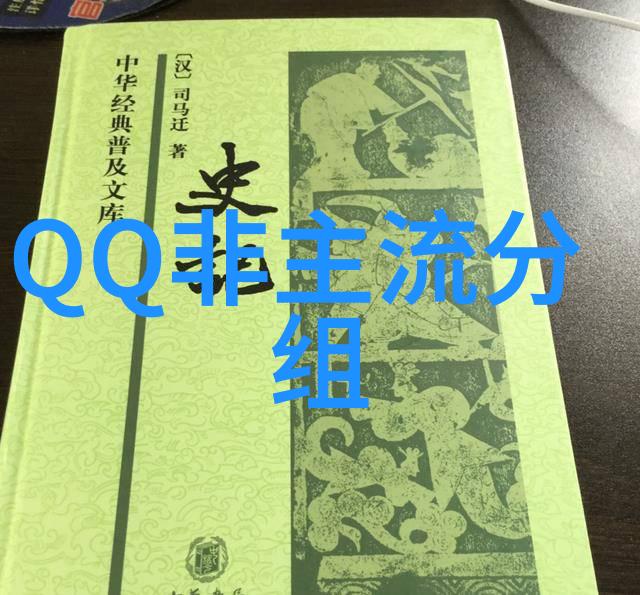 中华经典普及文库
〔汉〕司马迁 著
史记
QQ非主流分
组